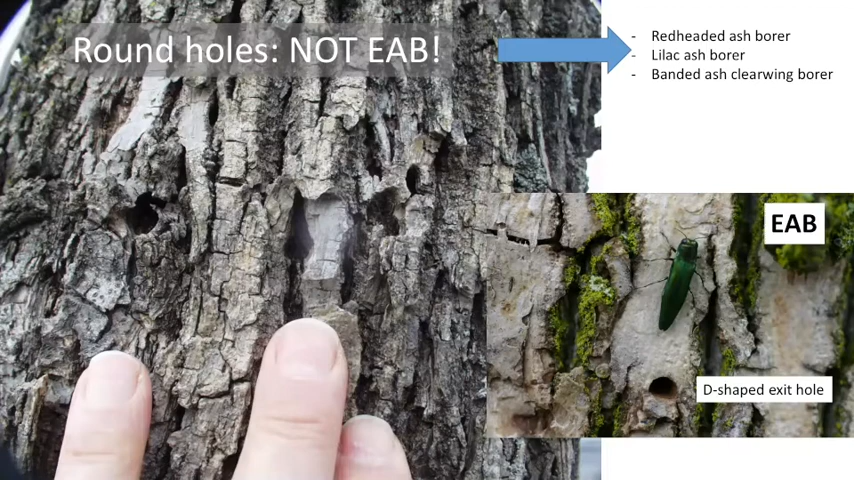 Round holes: NOT EAB!
- Redheaded ash borer
- Lilac ash borer
- Banded ash clearwing borer
EAB
D-shaped exit hole